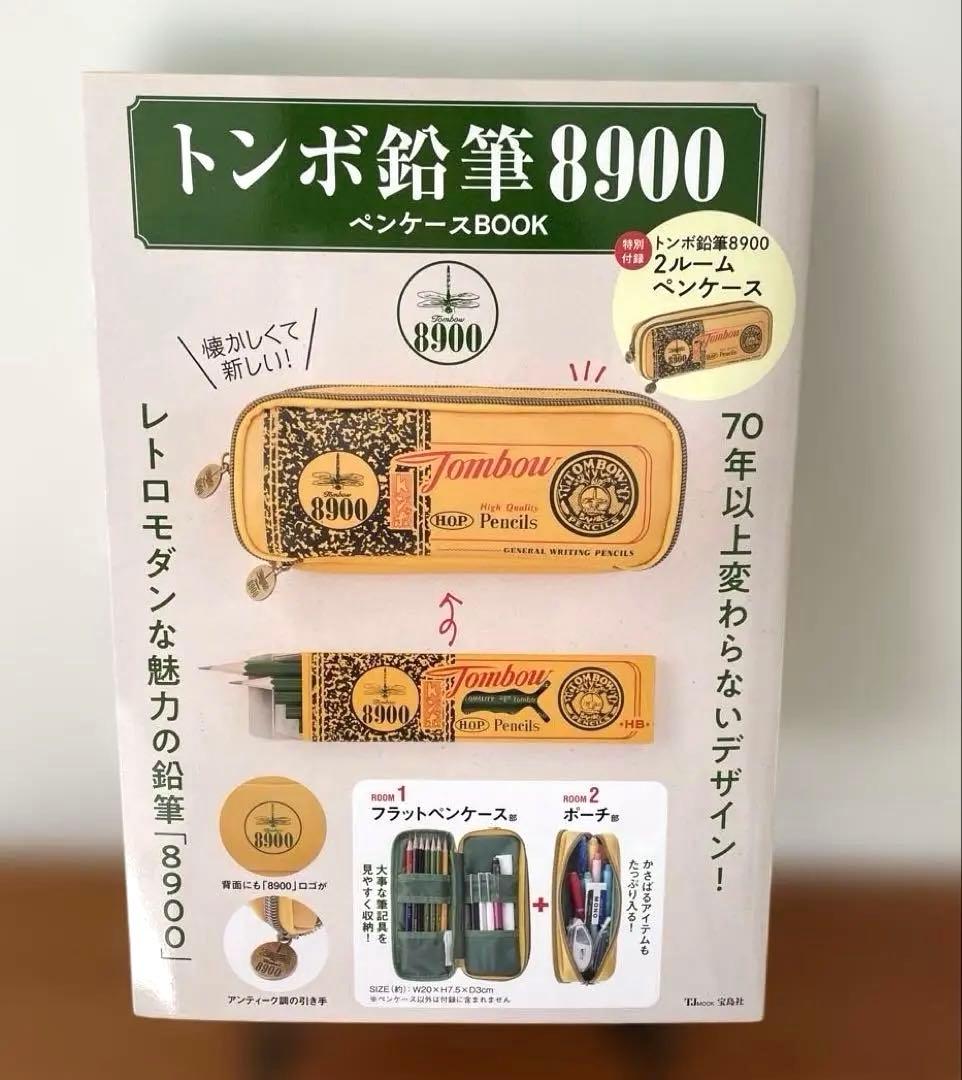 トンボ鉛筆8900
ペンケースBOOK
特別
付録
トンボ鉛筆8900
2ルーム
ペンケース
Tombow
8900
懐かしくて
新しい!
70年以上変わらないデザイン!
レトロモダンな魅力の鉛筆「8900」
Tombow
8900
Tombow
High Quality
H.O.P. Pencils
GENERAL WRITING PENCILS
TOMBOW
PENCILS
8900
Tombow
H.O.P. Pencils
TOMBOW
・HB・
8900
背面にも「8900」ロゴが
8900
アンティーク調の引き手
ROOM 1
フラットペンケース部
大事な筆記具を
見やすく収納!
ROOM 2
ポーチ部
かさばるアイテムも
たっぷり入る!
MONO
SIZE(約):W20×H7.5×D3cm
※ペンケース以外は付録に含まれません
TJMOOK 宝島社